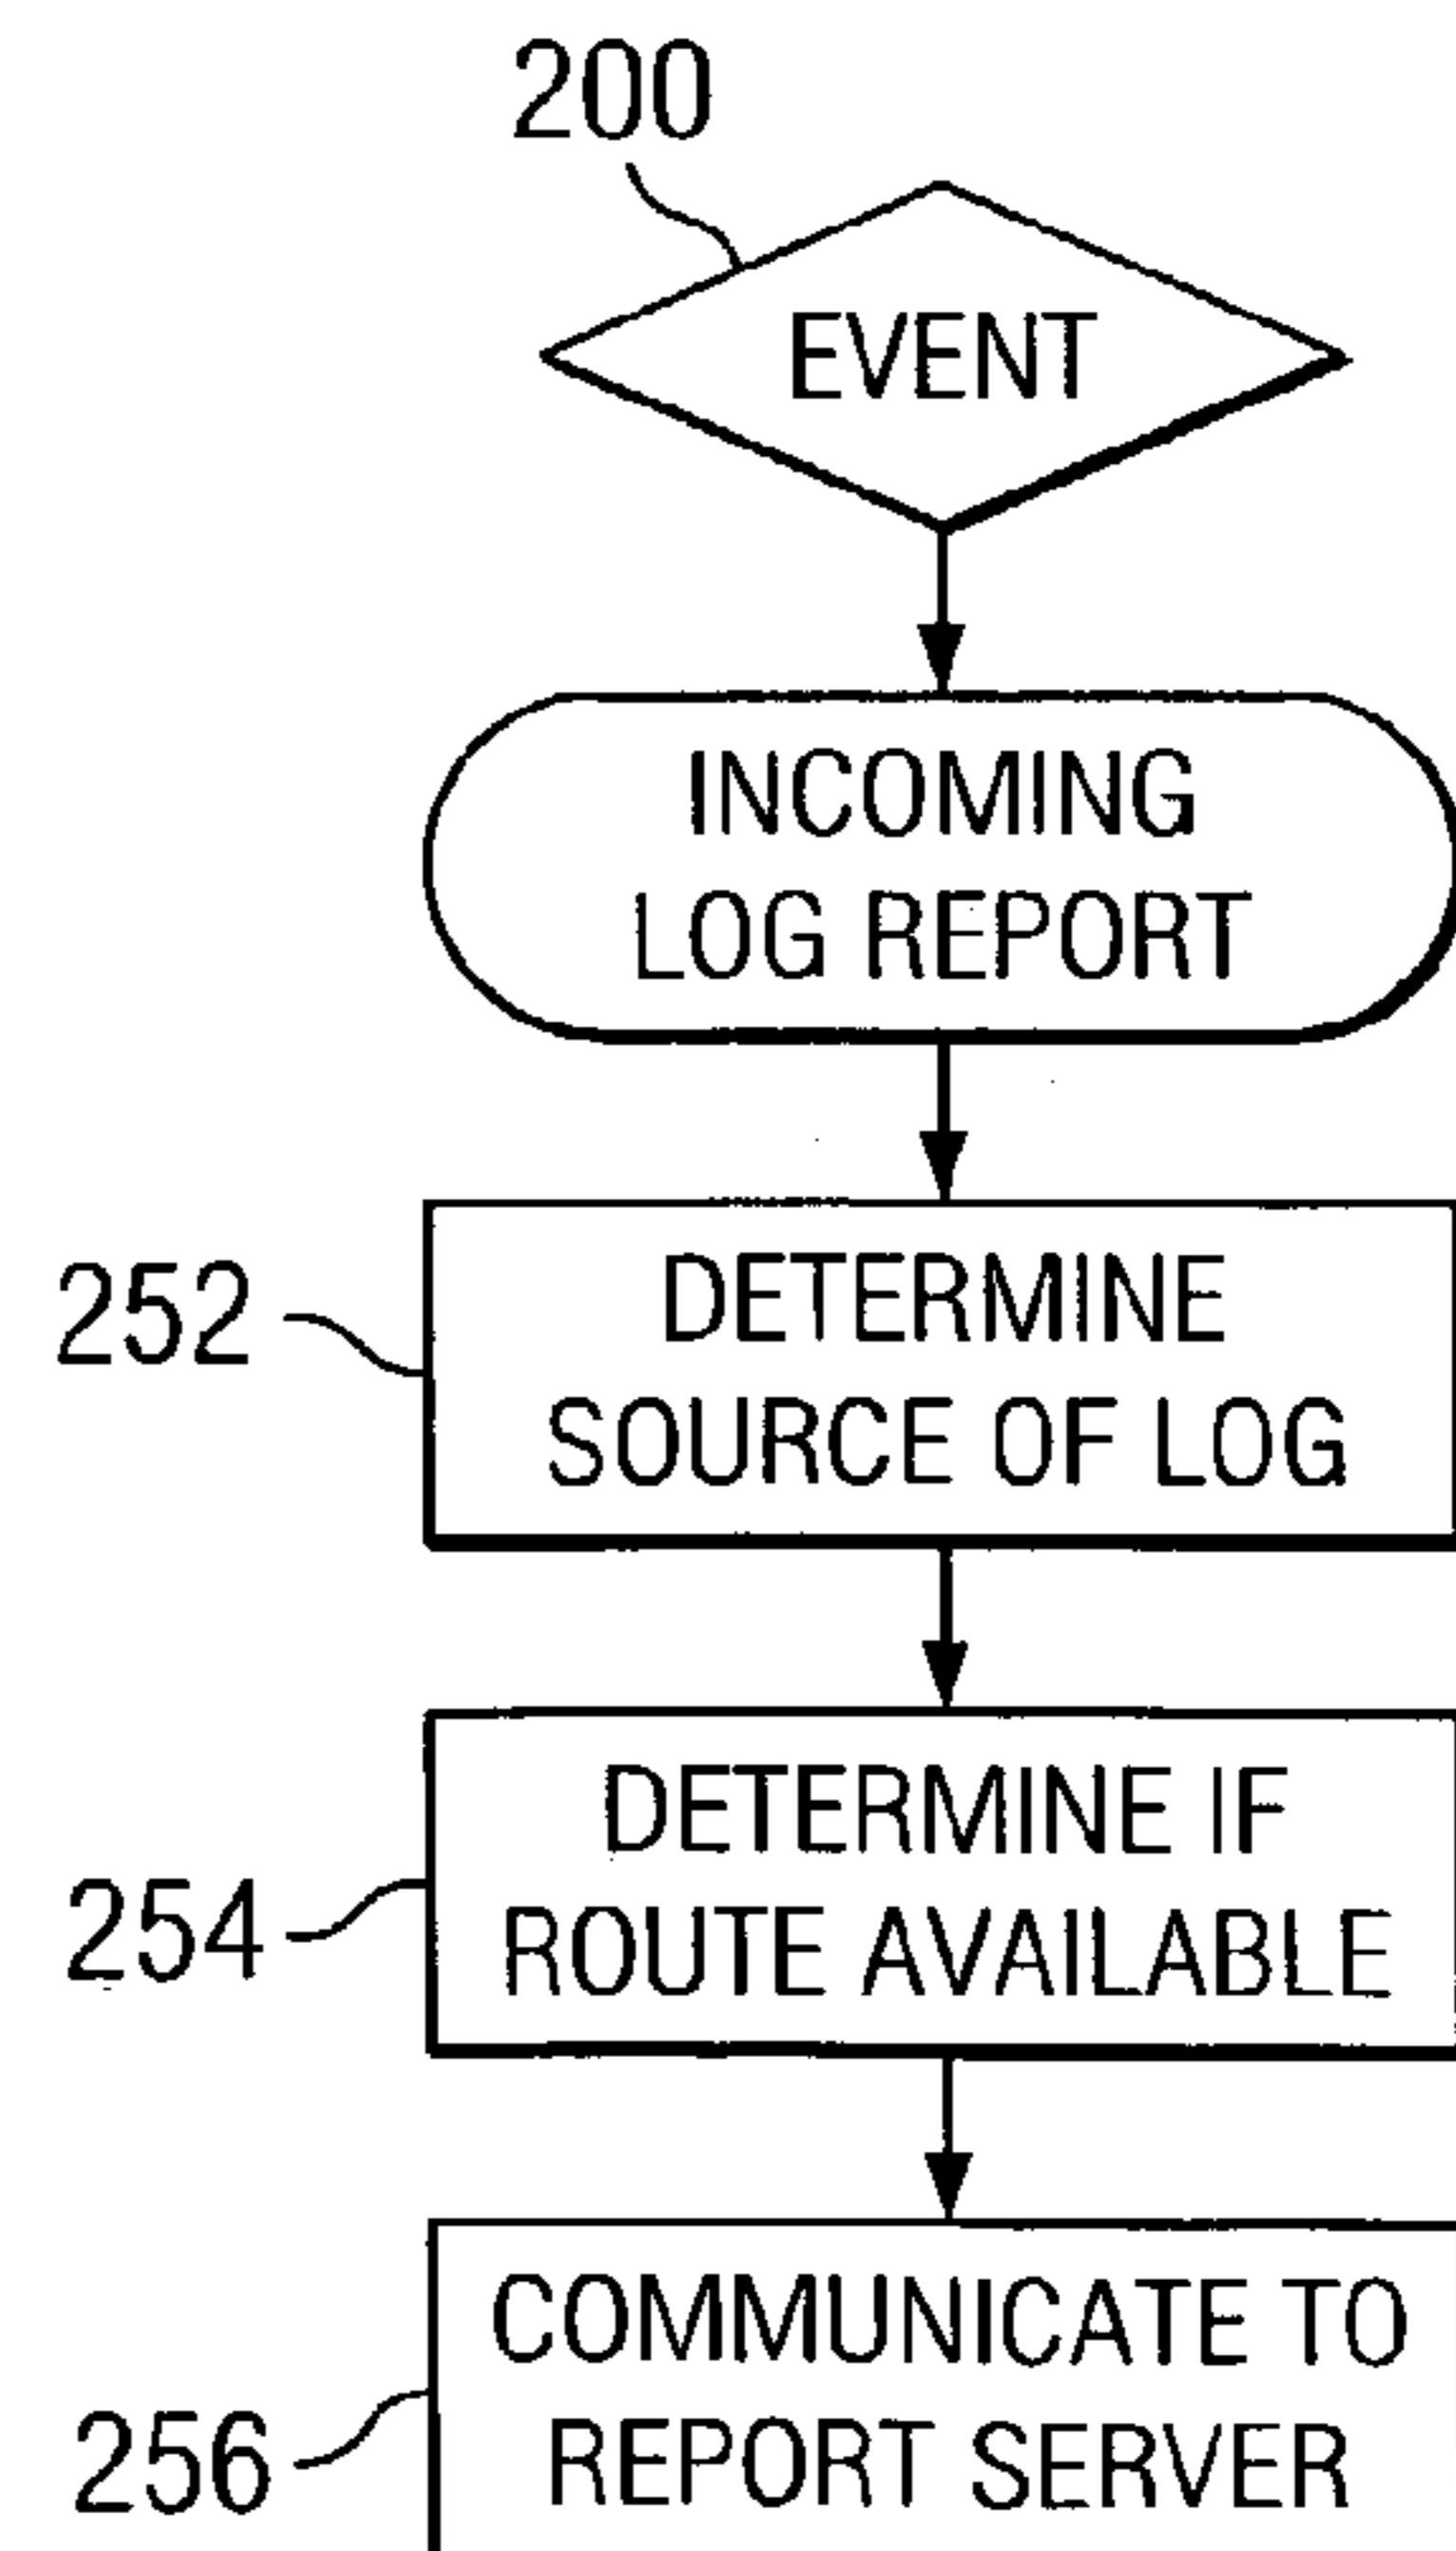 200
EVENT
INCOMING
LOG REPORT
252
DETERMINE
SOURCE OF LOG
254
DETERMINE IF
ROUTE AVAILABLE
256
COMMUNICATE TO
REPORT SERVER